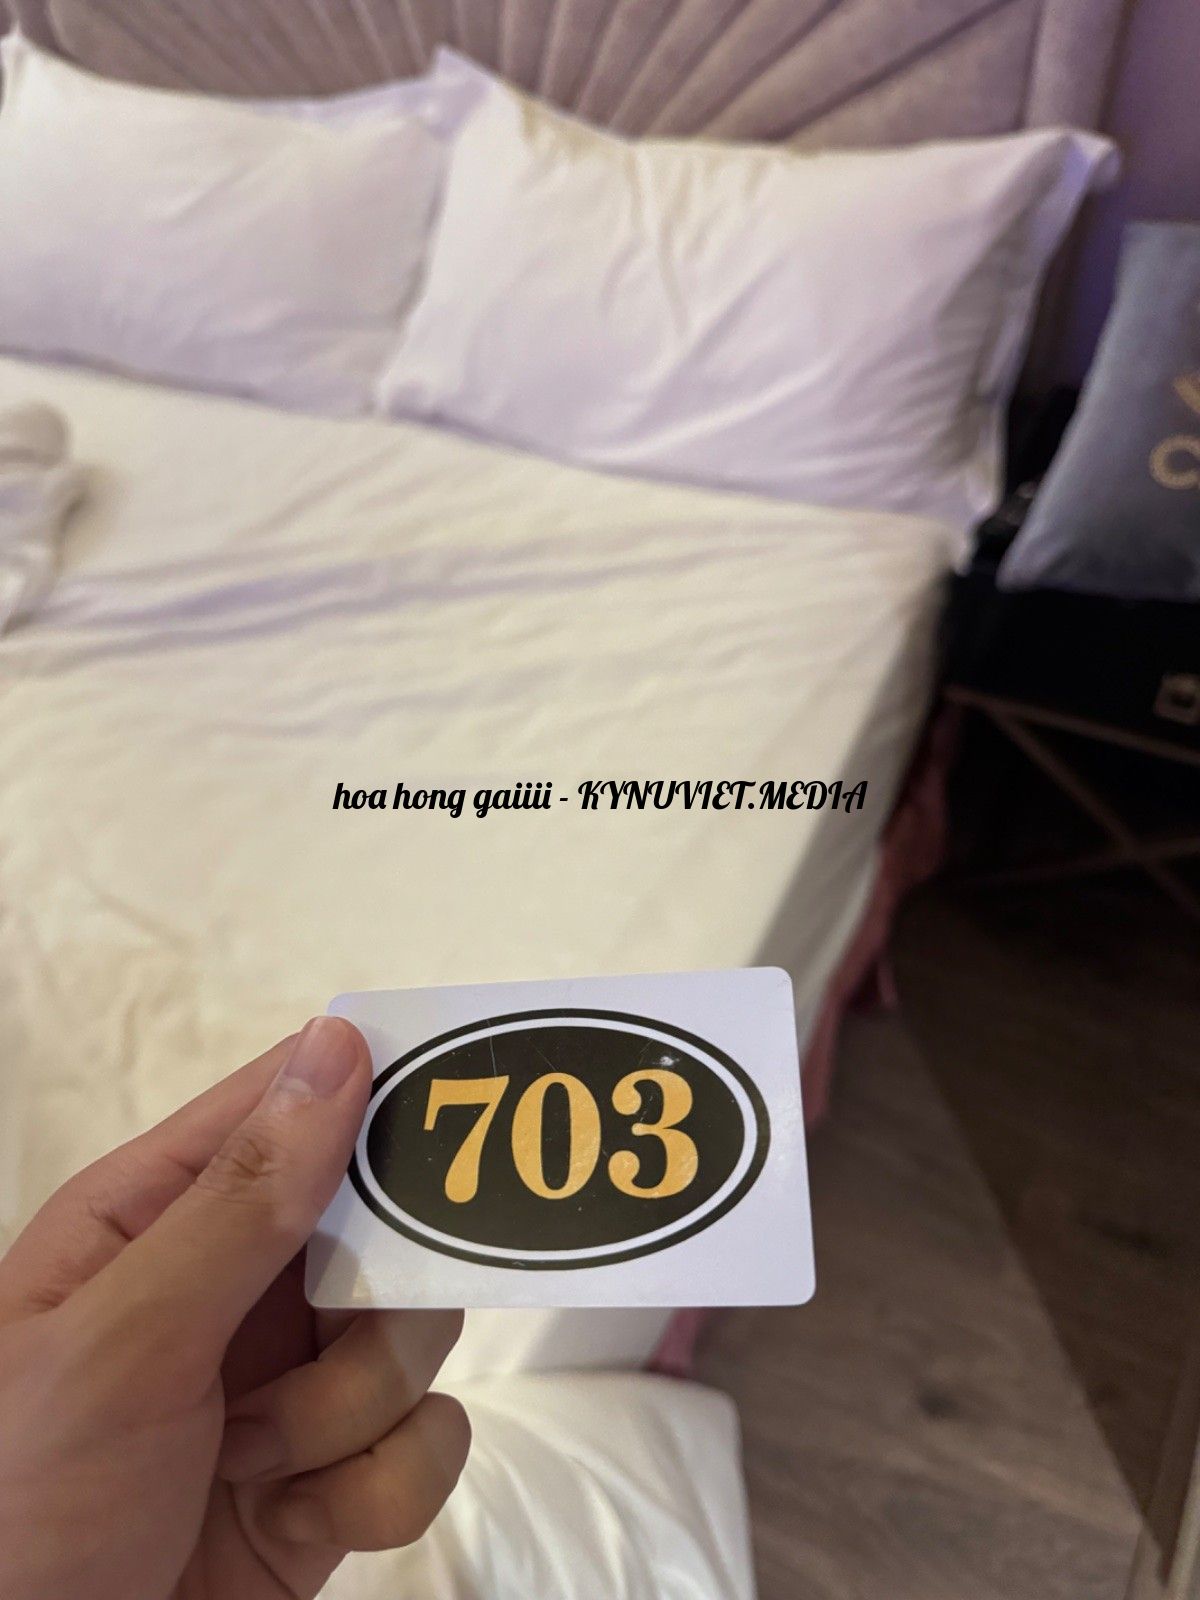 hoa hong gaiiii - KYNUVIET.MEDIA
703